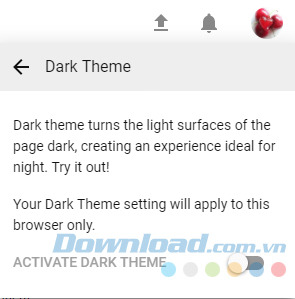 Dark Theme
Dark theme turns the light surfaces of the
page dark, creating an experience ideal for
night. Try it out!
Your Dark Theme setting will apply to this
browser only.
Download.com.vn
ACTIVATE DARK THEME